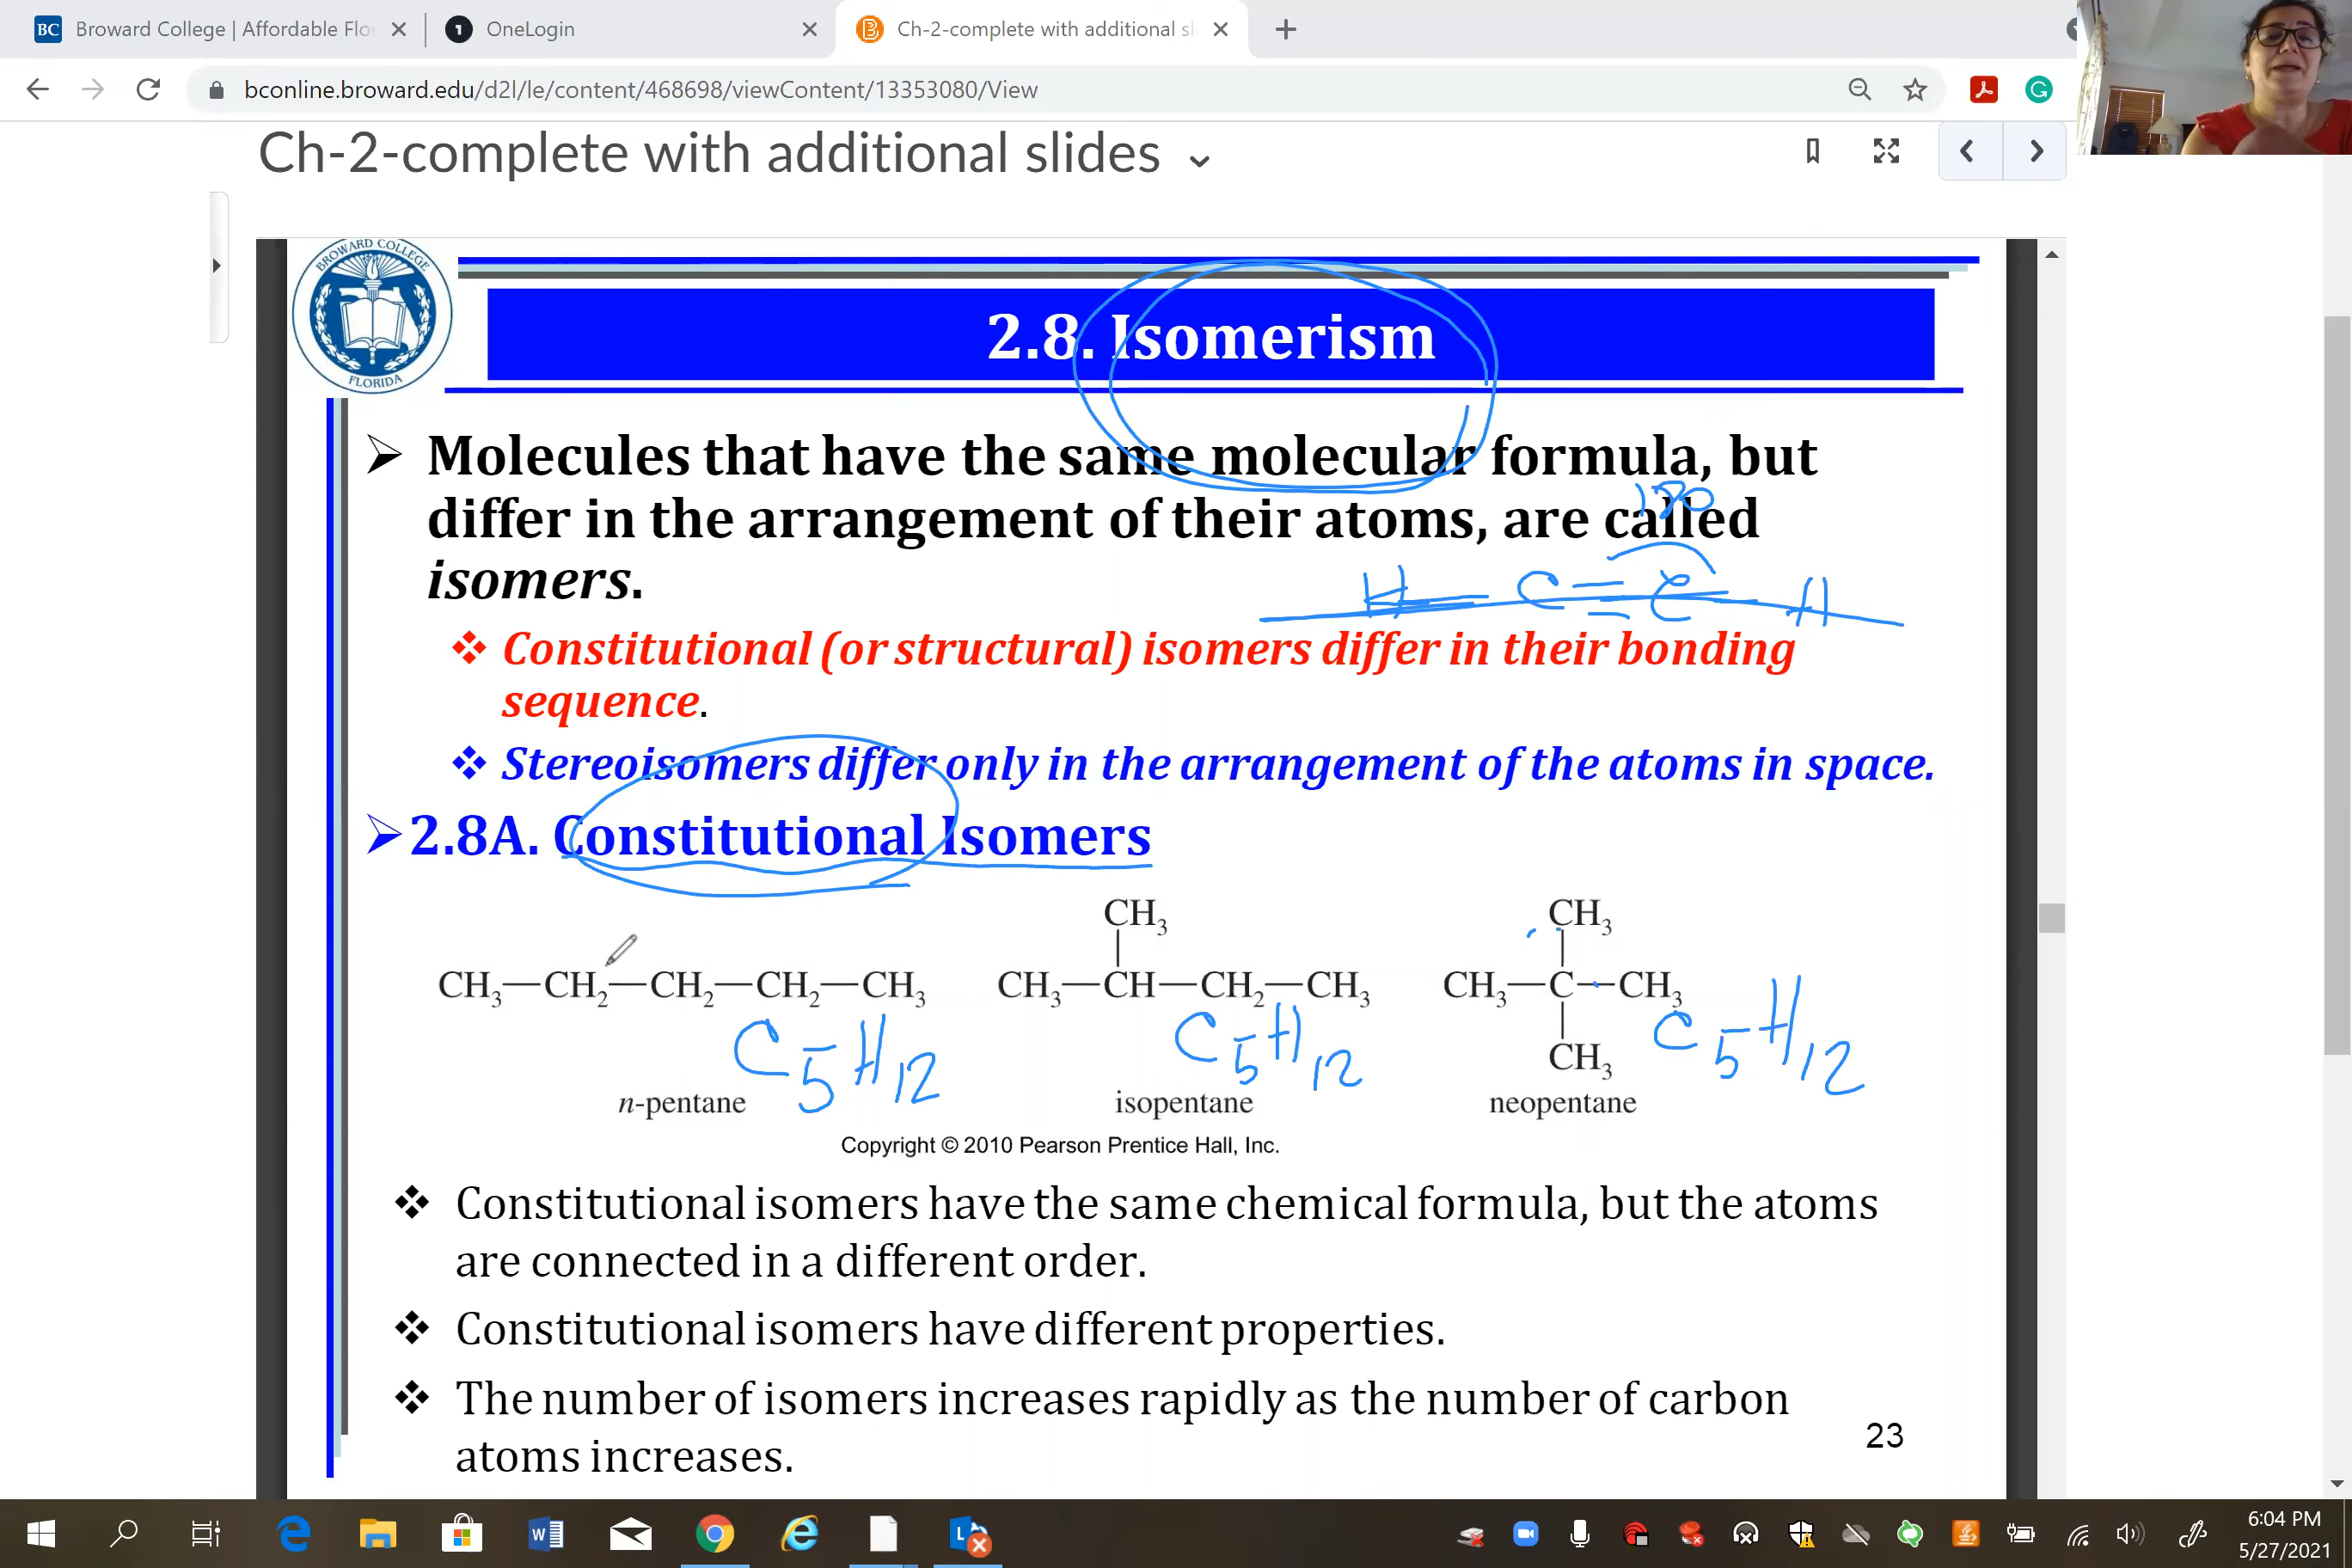 BC Broward College | Affordable Flo
1 OneLogin
Ch-2-complete with additional sl
bconline.broward.edu/d2l/le/content/468698/viewContent/13353080/View
Ch-2-complete with additional slides
BROWARD COLLEGE
FLORIDA
2.8. Isomerism
Molecules that have the same molecular formula, but
differ in the arrangement of their atoms, are called
isomers.
180
H – C ≡ C – H
Constitutional (or structural) isomers differ in their bonding
sequence.
Stereoisomers differ only in the arrangement of the atoms in space.
2.8A. Constitutional Isomers
CH₃ CH₃
CH₃—CH₂—CH₂—CH₂—CH₃ CH₃—CH—CH₂—CH₃ CH₃—C—CH₃
C₅H₁₂ C₅H₁₂ C₅H₁₂
CH₃
n-pentane isopentane neopentane
Copyright © 2010 Pearson Prentice Hall, Inc.
Constitutional isomers have the same chemical formula, but the atoms
are connected in a different order.
Constitutional isomers have different properties.
The number of isomers increases rapidly as the number of carbon
atoms increases.
23
6:04 PM
5/27/2021